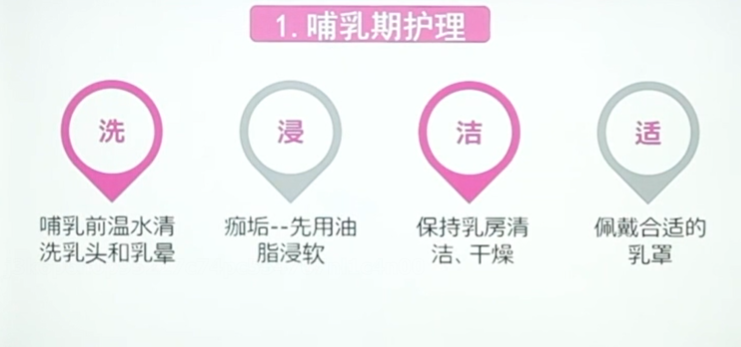 1.哺乳期护理
洗
浸
洁
适
哺乳前温水清
洗乳头和乳晕
痂垢--先用油
脂浸软
保持乳房清
洁、干燥
佩戴合适的
乳罩